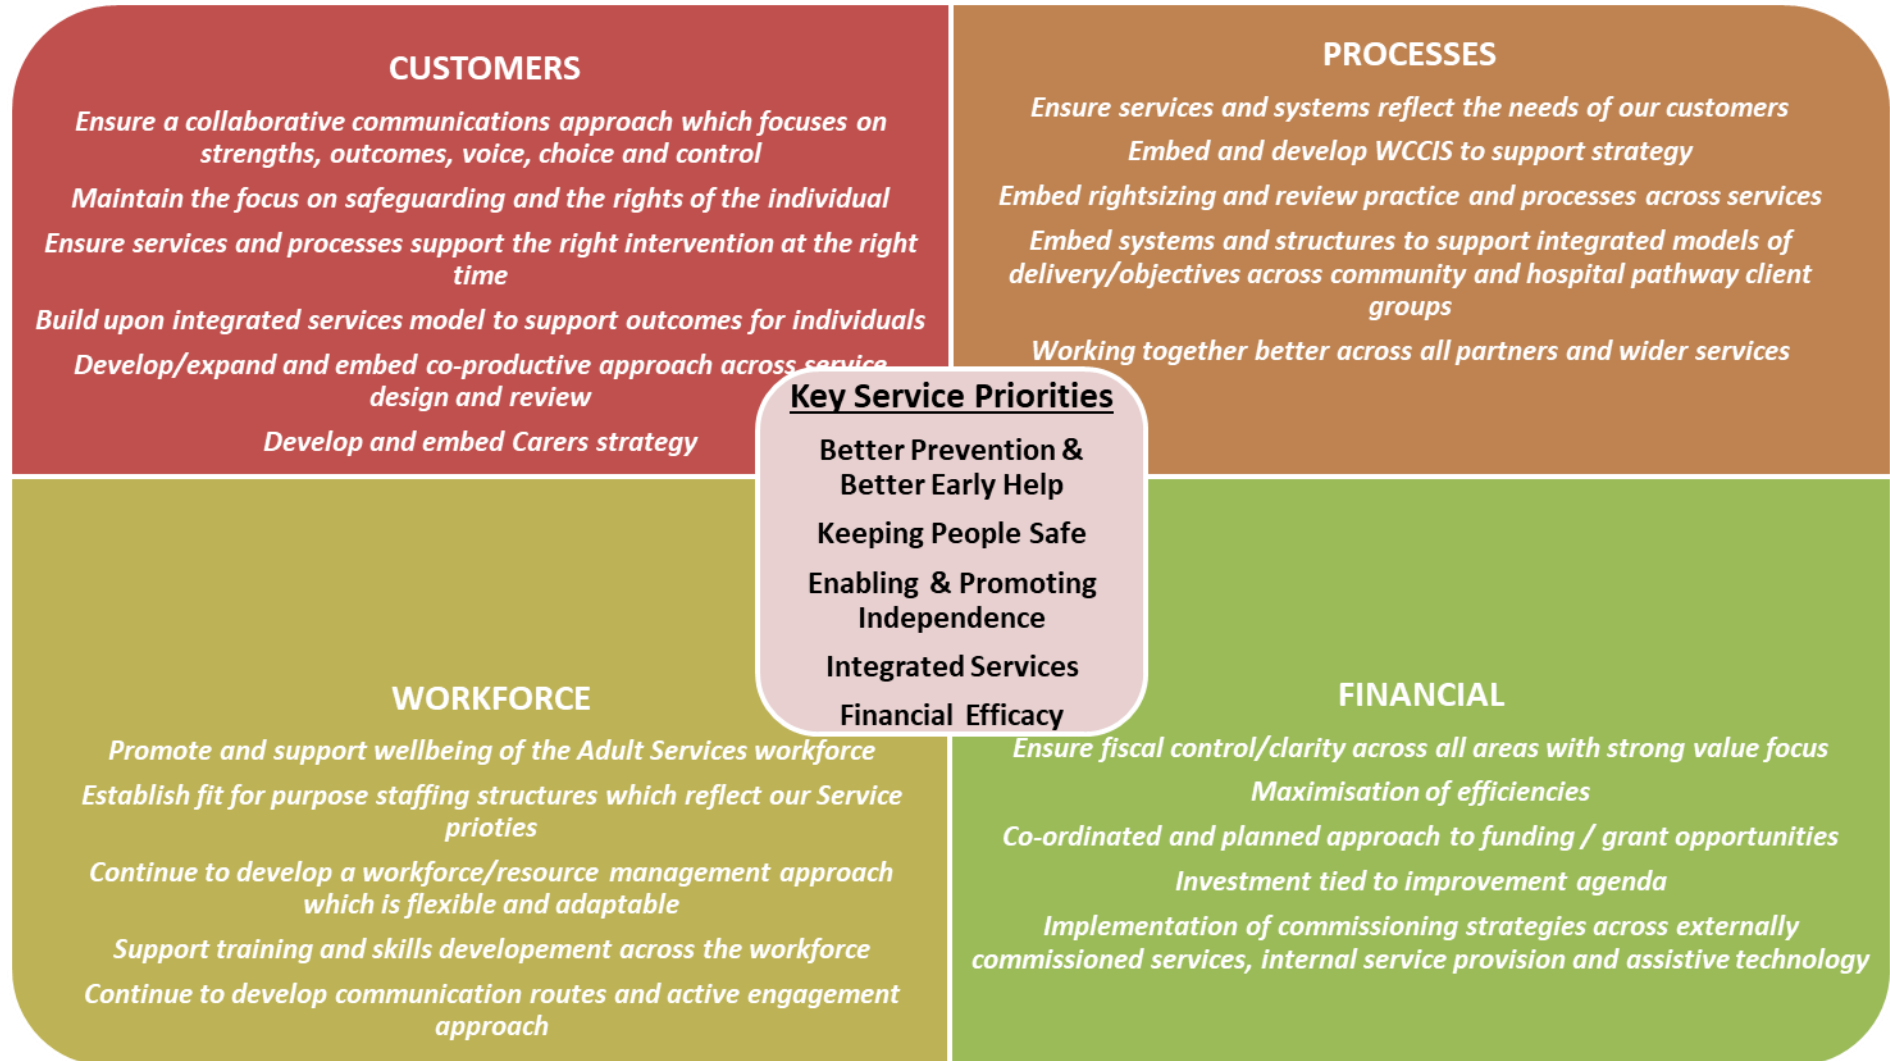 CUSTOMERS
Ensure a collaborative communications approach which focuses on
strengths, outcomes, voice, choice and control
Maintain the focus on safeguarding and the rights of the individual
Ensure services and processes support the right intervention at the right
time
Build upon integrated services model to support outcomes for individuals
Develop/expand and embed co-productive approach across service
design and review
Develop and embed Carers strategy
PROCESSES
Ensure services and systems reflect the needs of our customers
Embed and develop WCCIS to support strategy
Embed rightsizing and review practice and processes across services
Embed systems and structures to support integrated models of
delivery/objectives across community and hospital pathway client
groups
Working together better across all partners and wider services
Key Service Priorities
Better Prevention &
Better Early Help
Keeping People Safe
Enabling & Promoting
Independence
Integrated Services
Financial Efficacy
WORKFORCE
Promote and support wellbeing of the Adult Services workforce
Establish fit for purpose staffing structures which reflect our Service
prioties
Continue to develop a workforce/resource management approach
which is flexible and adaptable
Support training and skills developement across the workforce
Continue to develop communication routes and active engagement
approach
FINANCIAL
Ensure fiscal control/clarity across all areas with strong value focus
Maximisation of efficiencies
Co-ordinated and planned approach to funding / grant opportunities
Investment tied to improvement agenda
Implementation of commissioning strategies across externally
commissioned services, internal service provision and assistive technology